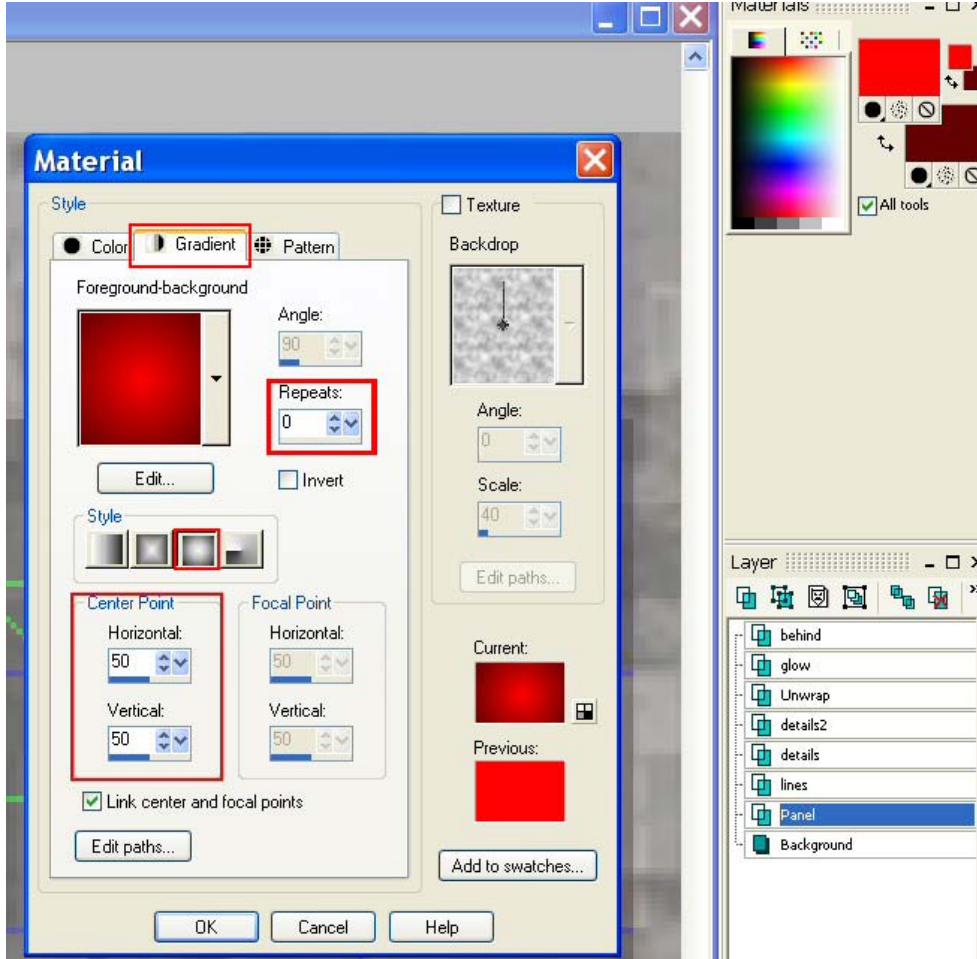 Materials
All tools
Material
Style
Color
Gradient
Pattern
Foreground-background
Angle:
90
Repeats:
0
Edit...
Invert
Style
Center Point
Horizontal:
50
Vertical:
50
Focal Point
Horizontal:
50
Vertical:
50
Link center and focal points
Edit paths...
Texture
Backdrop
Angle:
0
Scale:
40
Edit paths...
Current:
Previous:
Add to swatches...
OK
Cancel
Help
Layer
»
behind
glow
Unwrap
details2
details
lines
Panel
Background